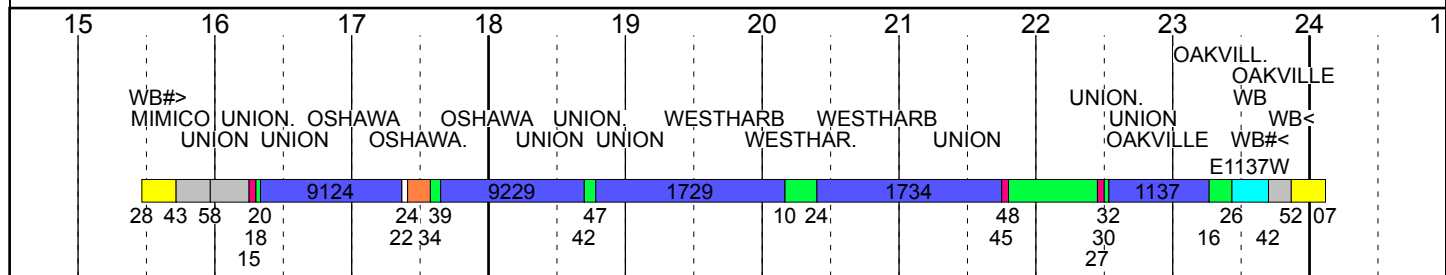 15 16 17 18 19 20 21 22 23 24 1
OAKVILL.
OAKVILLE
WB#> UNION. WB
MIMICO UNION. OSHAWA OSHAWA UNION. WESTHARB WESTHARB UNION WB<
UNION UNION OSHAWA. UNION UNION WESTHAR. UNION OAKVILLE WB#<
E1137W
9124 9229 1729 1734 1137
28 43 58 20 24 39 47 10 24 48 32 26 52 07
18 22 34 42 45 30 16 42
15 27